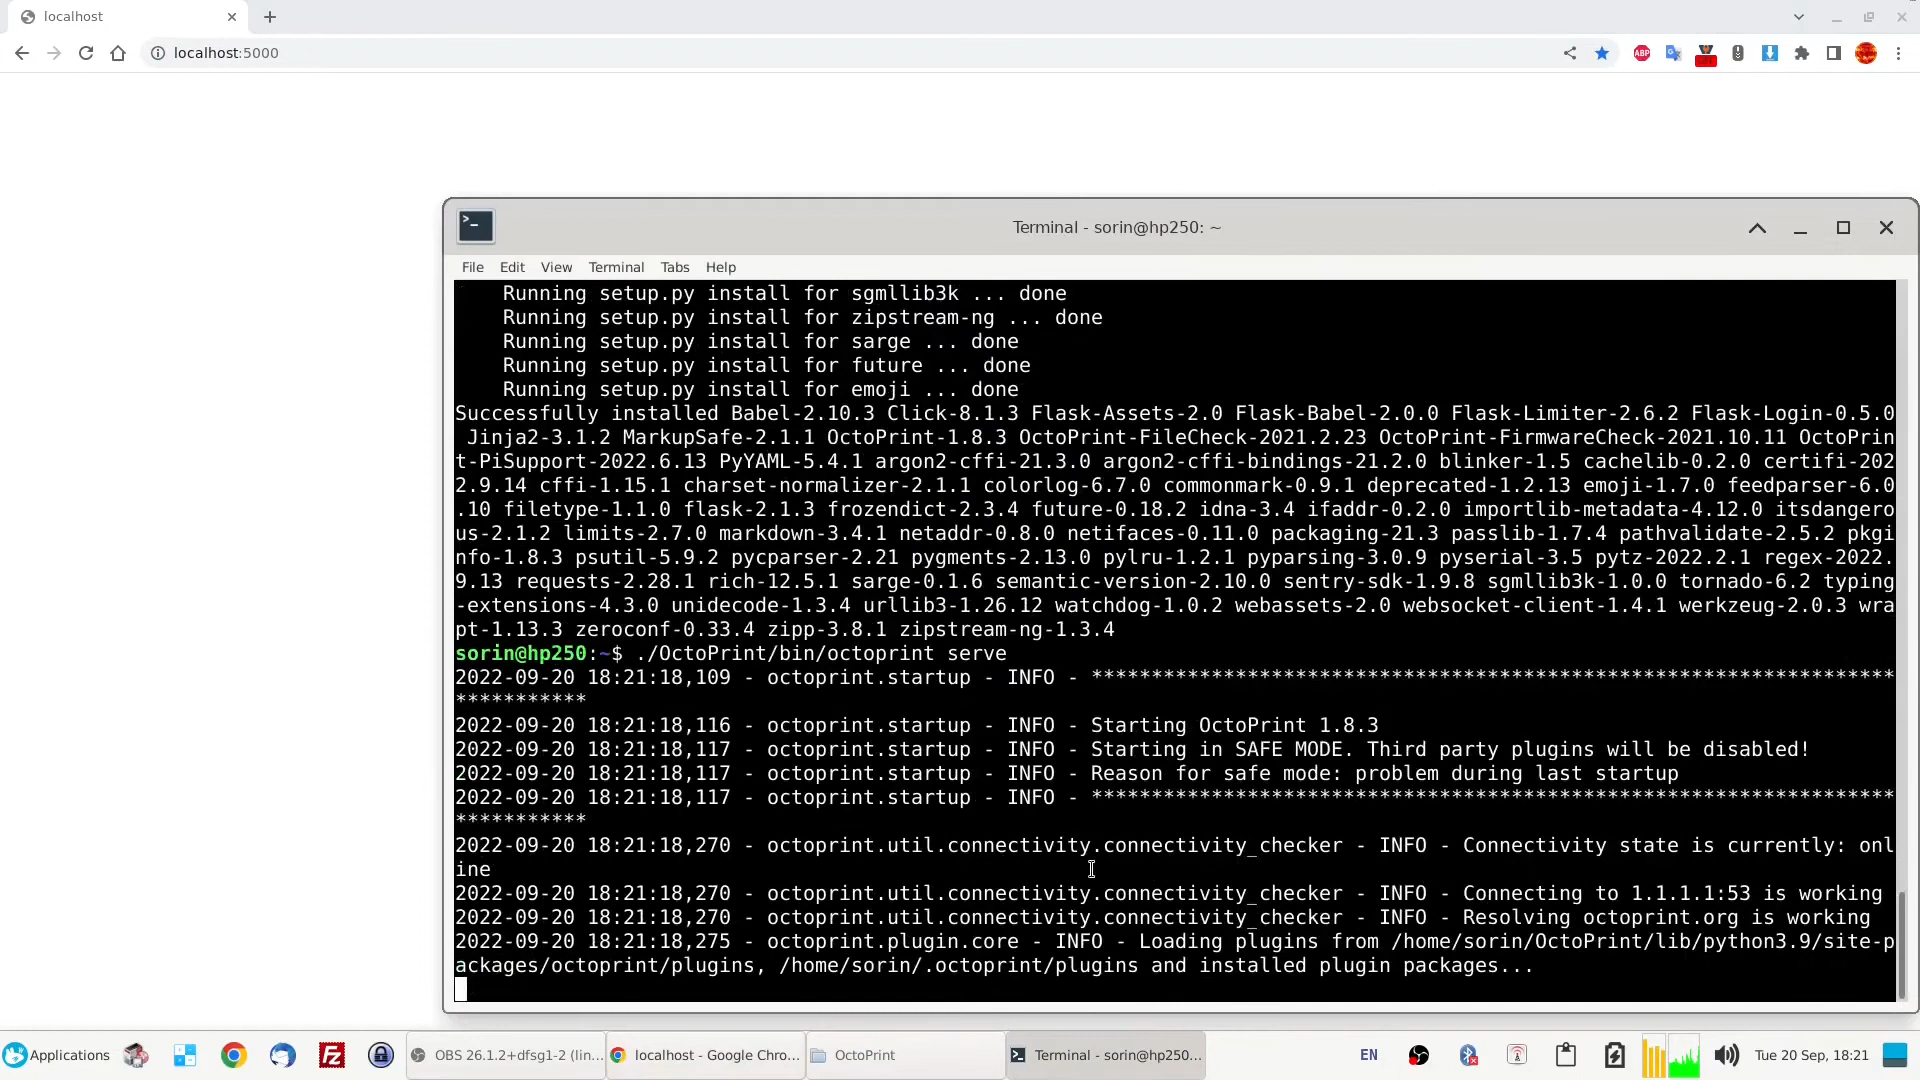 localhost
localhost:5000
ABP
Terminal - sorin@hp250: ~
File Edit View Terminal Tabs Help
Running setup.py install for sgmllib3k ... done
Running setup.py install for zipstream-ng ... done
Running setup.py install for sarge ... done
Running setup.py install for future ... done
Running setup.py install for emoji ... done
Successfully installed Babel-2.10.3 Click-8.1.3 Flask-Assets-2.0 Flask-Babel-2.0.0 Flask-Limiter-2.6.2 Flask-Login-0.5.0
Jinja2-3.1.2 MarkupSafe-2.1.1 OctoPrint-1.8.3 OctoPrint-FileCheck-2021.2.23 OctoPrint-FirmwareCheck-2021.10.11 OctoPrin
t-PiSupport-2022.6.13 PyYAML-5.4.1 argon2-cffi-21.3.0 argon2-cffi-bindings-21.2.0 blinker-1.5 cachelib-0.2.0 certifi-202
2.9.14 cffi-1.15.1 charset-normalizer-2.1.1 colorlog-6.7.0 commonmark-0.9.1 deprecated-1.2.13 emoji-1.7.0 feedparser-6.0
.10 filetype-1.1.0 flask-2.1.3 frozendict-2.3.4 future-0.18.2 idna-3.4 ifaddr-0.2.0 importlib-metadata-4.12.0 itsdangero
us-2.1.2 limits-2.7.0 markdown-3.4.1 netaddr-0.8.0 netifaces-0.11.0 packaging-21.3 passlib-1.7.4 pathvalidate-2.5.2 pkgi
nfo-1.8.3 psutil-5.9.2 pycparser-2.21 pygments-2.13.0 pylru-1.2.1 pyparsing-3.0.9 pyserial-3.5 pytz-2022.2.1 regex-2022.
9.13 requests-2.28.1 rich-12.5.1 sarge-0.1.6 semantic-version-2.10.0 sentry-sdk-1.9.8 sgmllib3k-1.0.0 tornado-6.2 typing
-extensions-4.3.0 unidecode-1.3.4 urllib3-1.26.12 watchdog-1.0.2 webassets-2.0 websocket-client-1.4.1 werkzeug-2.0.3 wra
pt-1.13.3 zeroconf-0.33.4 zipp-3.8.1 zipstream-ng-1.3.4
sorin@hp250:~$ ./OctoPrint/bin/octoprint serve
2022-09-20 18:21:18,109 - octoprint.startup - INFO - *******************************************************************
***********
2022-09-20 18:21:18,116 - octoprint.startup - INFO - Starting OctoPrint 1.8.3
2022-09-20 18:21:18,117 - octoprint.startup - INFO - Starting in SAFE MODE. Third party plugins will be disabled!
2022-09-20 18:21:18,117 - octoprint.startup - INFO - Reason for safe mode: problem during last startup
2022-09-20 18:21:18,117 - octoprint.startup - INFO - *******************************************************************
***********
2022-09-20 18:21:18,270 - octoprint.util.connectivity.connectivity_checker - INFO - Connectivity state is currently: onl
ine
2022-09-20 18:21:18,270 - octoprint.util.connectivity.connectivity_checker - INFO - Connecting to 1.1.1.1:53 is working
2022-09-20 18:21:18,270 - octoprint.util.connectivity.connectivity_checker - INFO - Resolving octoprint.org is working
2022-09-20 18:21:18,275 - octoprint.plugin.core - INFO - Loading plugins from /home/sorin/OctoPrint/lib/python3.9/site-p
ackages/octoprint/plugins, /home/sorin/.octoprint/plugins and installed plugin packages...
Applications OBS 26.1.2+dfsg1-2 (lin... localhost - Google Chro... OctoPrint Terminal - sorin@hp250... EN Tue 20 Sep, 18:21